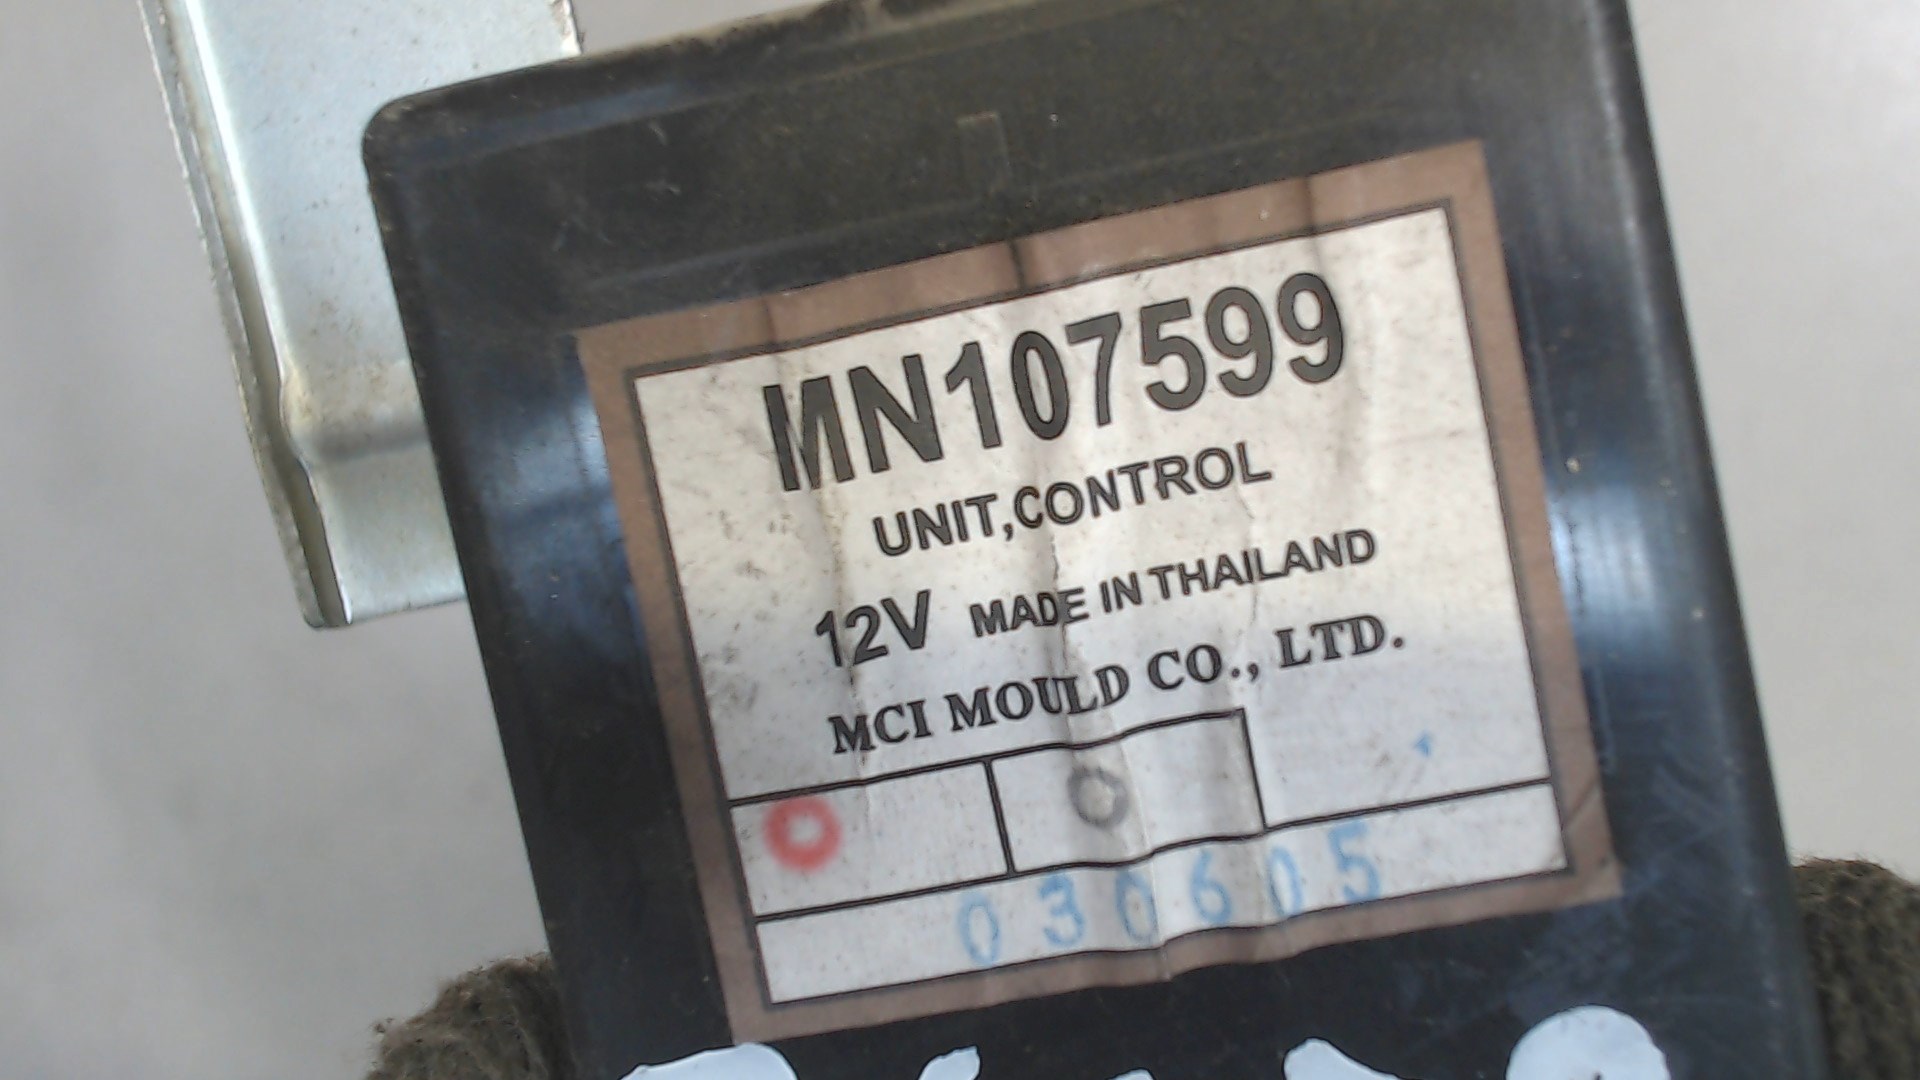 MN107599
UNIT,CONTROL
12V MADE IN THAILAND
MCI MOULD CO., LTD.
030605